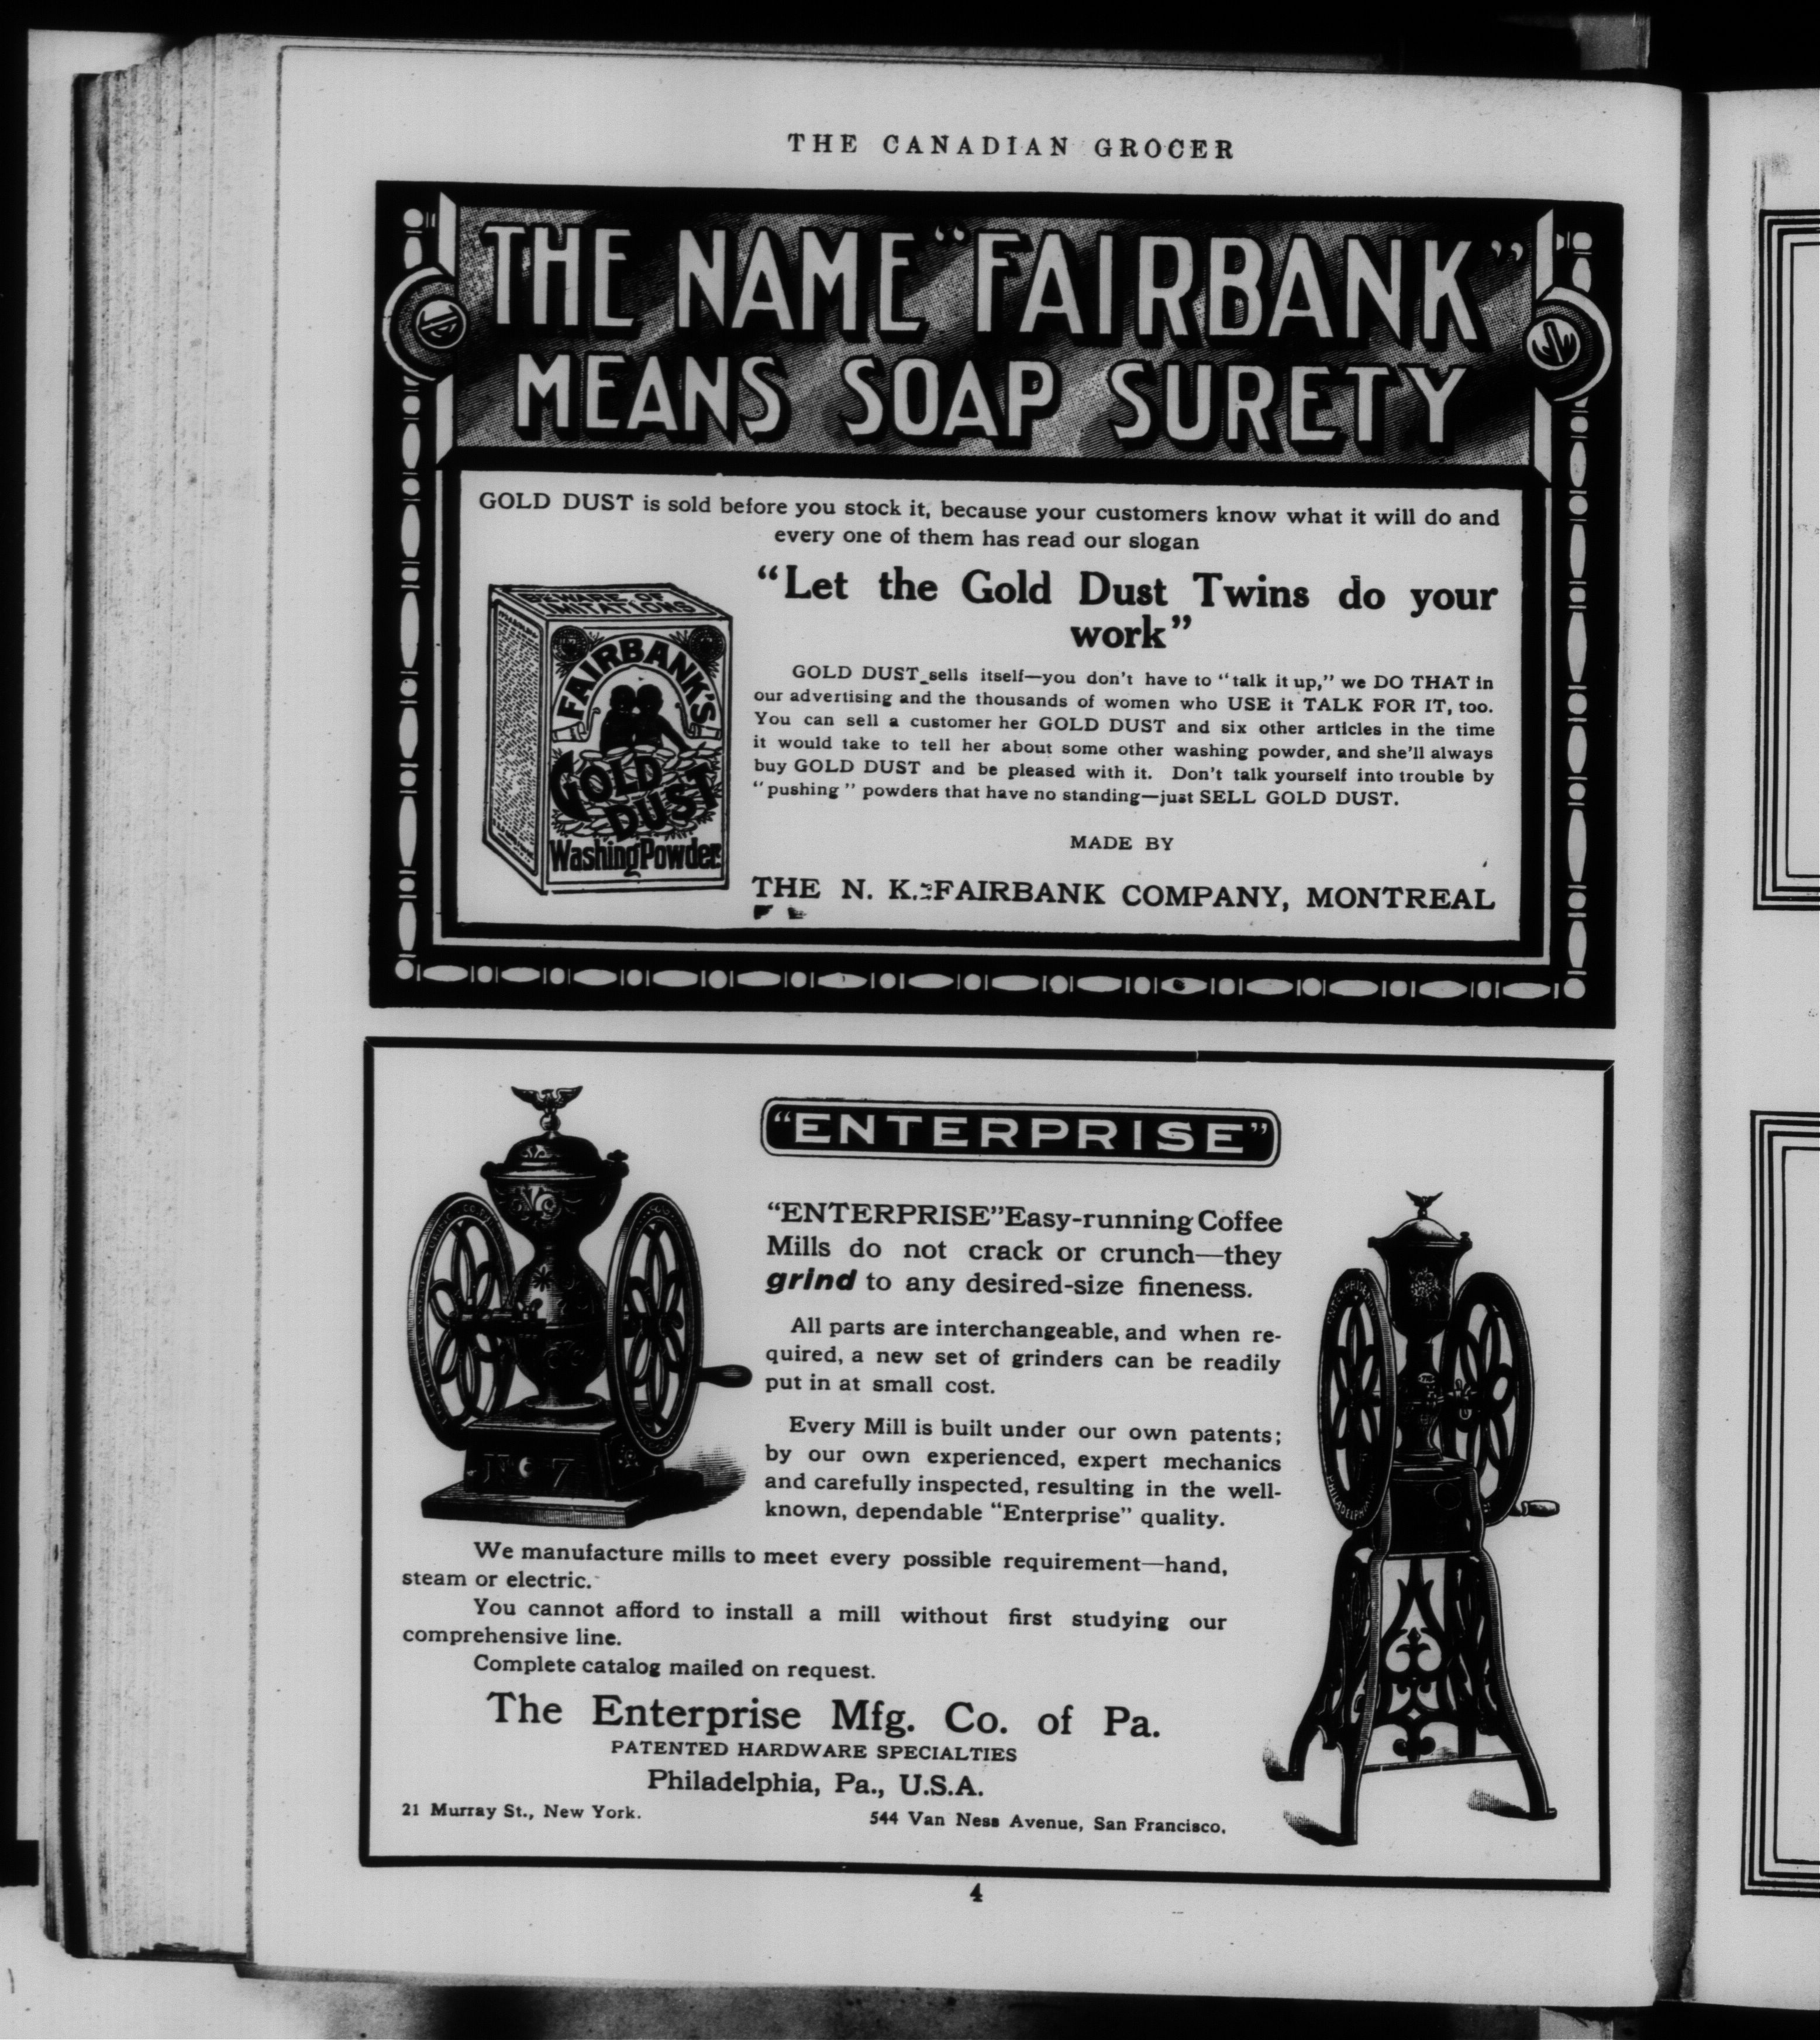 THE CANADIAN GROCER
THE NAME "FAIRBANK"
MEANS SOAP SURETY
GOLD DUST is sold before you stock it, because your customers know what it will do and
every one of them has read our slogan
"Let the Gold Dust Twins do your
work"
BEWARE OF
IMITATIONS
FAIRBANK'S
GOLD
DUST
Washing Powder
GOLD DUST sells itself—you don't have to "talk it up," we DO THAT in
our advertising and the thousands of women who USE it TALK FOR IT, too.
You can sell a customer her GOLD DUST and six other articles in the time
it would take to tell her about some other washing powder, and she'll always
buy GOLD DUST and be pleased with it. Don't talk yourself into trouble by
"pushing" powders that have no standing—just SELL GOLD DUST.
MADE BY
THE N. K. FAIRBANK COMPANY, MONTREAL
"ENTERPRISE"
"ENTERPRISE" Easy-running Coffee
Mills do not crack or crunch—they
grind to any desired-size fineness.
All parts are interchangeable, and when re-
quired, a new set of grinders can be readily
put in at small cost.
Every Mill is built under our own patents;
by our own experienced, expert mechanics
and carefully inspected, resulting in the well-
known, dependable "Enterprise" quality.
No 7
We manufacture mills to meet every possible requirement—hand,
steam or electric.
You cannot afford to install a mill without first studying our
comprehensive line.
Complete catalog mailed on request.
The Enterprise Mfg. Co. of Pa.
PATENTED HARDWARE SPECIALTIES
Philadelphia, Pa., U.S.A.
21 Murray St., New York.
544 Van Ness Avenue, San Francisco.
4